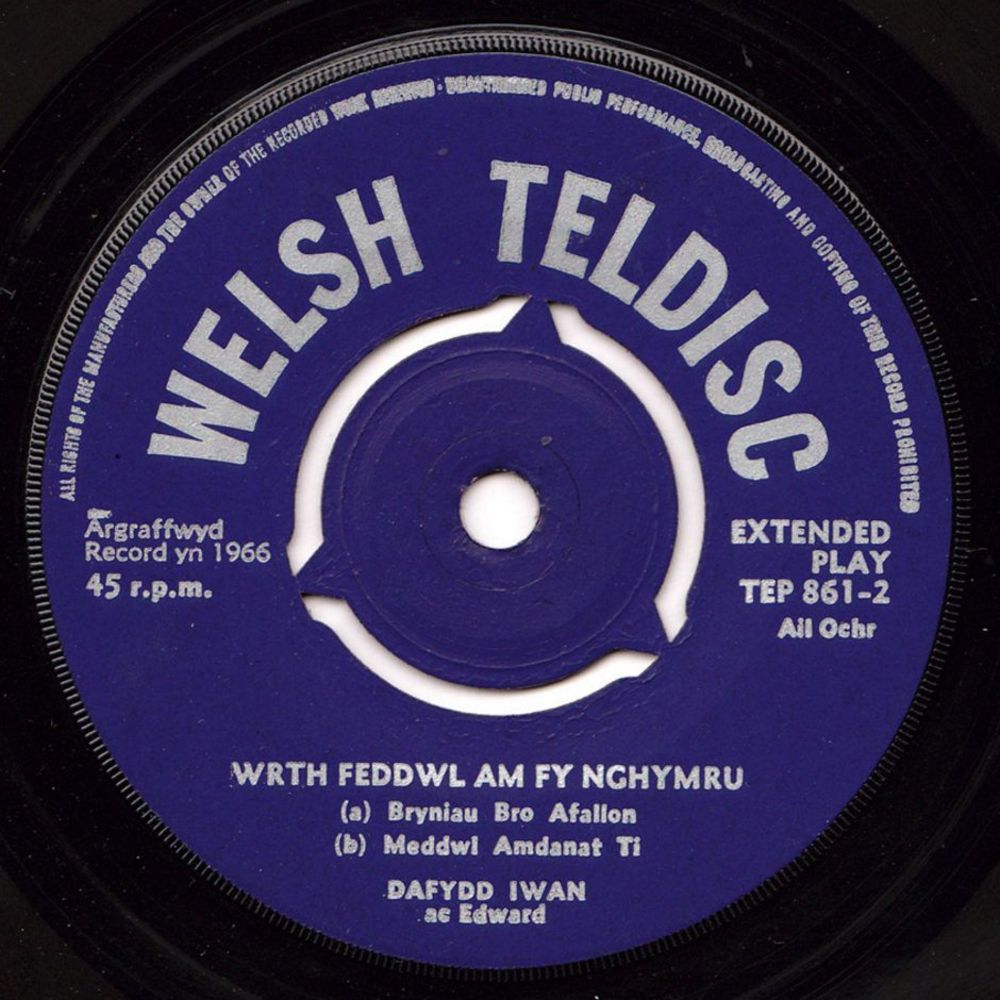 ALL RIGHTS OF THE MANUFACTURER AND THE OWNER OF THE RECORDED WORK RESERVED · UNAUTHORISED PUBLIC PERFORMANCE, BROADCASTING AND COPYING OF THIS RECORD PROHIBITED
WELSH TELDISC
Argraffwyd
Record yn 1966
45 r.p.m.
EXTENDED
PLAY
TEP 861-2
Ail Ochr
WRTH FEDDWL AM FY NGHYMRU
(a) Bryniau Bro Afallon
(b) Meddwl Amdanat Ti
DAFYDD IWAN
ac Edward